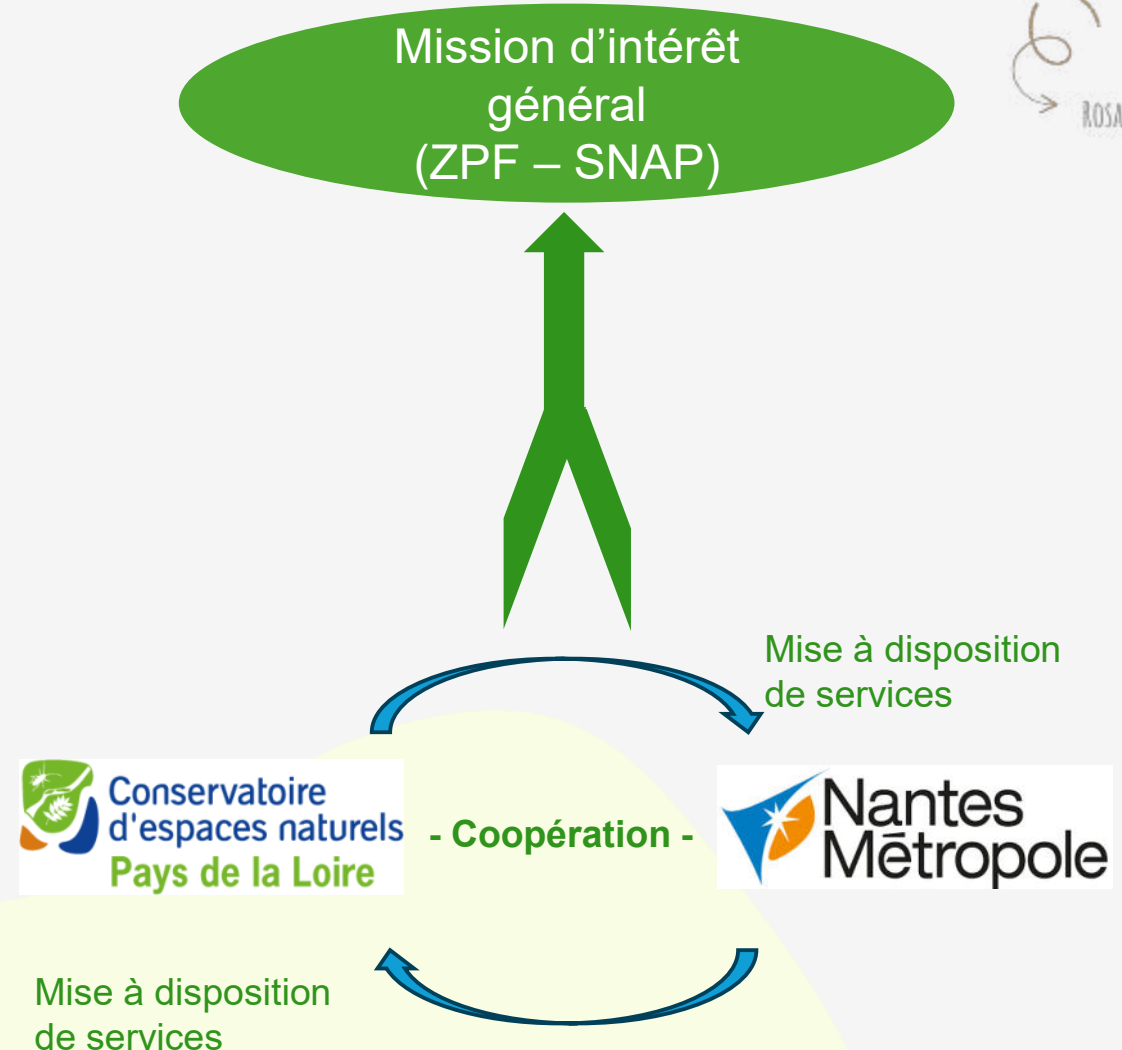 Mission d’intérêt
général
(ZPF – SNAP)
ROSA
Mise à disposition
de services
Conservatoire
d'espaces naturels
Pays de la Loire
- Coopération -
Nantes
Métropole
Mise à disposition
de services